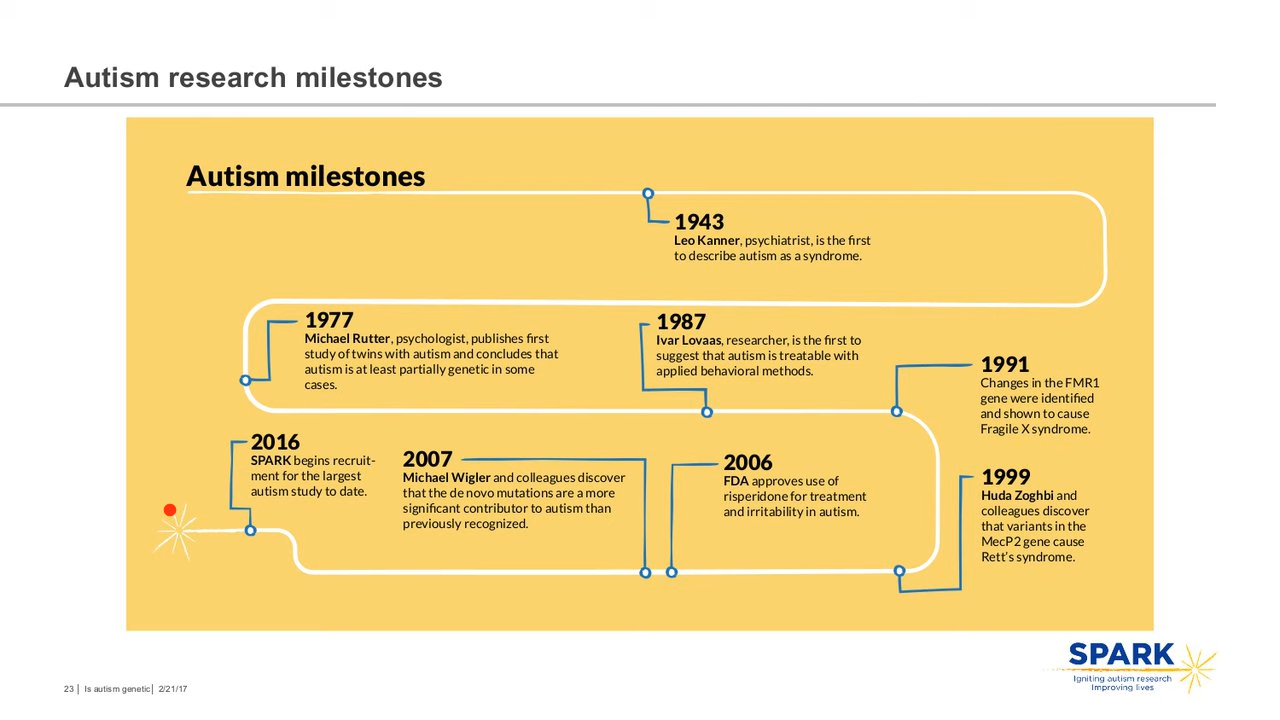 Autism research milestones
Autism milestones
1943
Leo Kanner, psychiatrist, is the first
to describe autism as a syndrome.
1977
Michael Rutter, psychologist, publishes first
study of twins with autism and concludes that
autism is at least partially genetic in some
cases.
1987
Ivar Lovaas, researcher, is the first to
suggest that autism is treatable with
applied behavioral methods.
1991
Changes in the FMR1
gene were identified
and shown to cause
Fragile X syndrome.
2016
SPARK begins recruit-
ment for the largest
autism study to date.
2007
Michael Wigler and colleagues discover
that the de novo mutations are a more
significant contributor to autism than
previously recognized.
2006
FDA approves use of
risperidone for treatment
and irritability in autism.
1999
Huda Zoghbi and
colleagues discover
that variants in the
MecP2 gene cause
Rett's syndrome.
SPARK
Igniting autism research
Improving lives
23 | Is autism genetic| 2/21/17